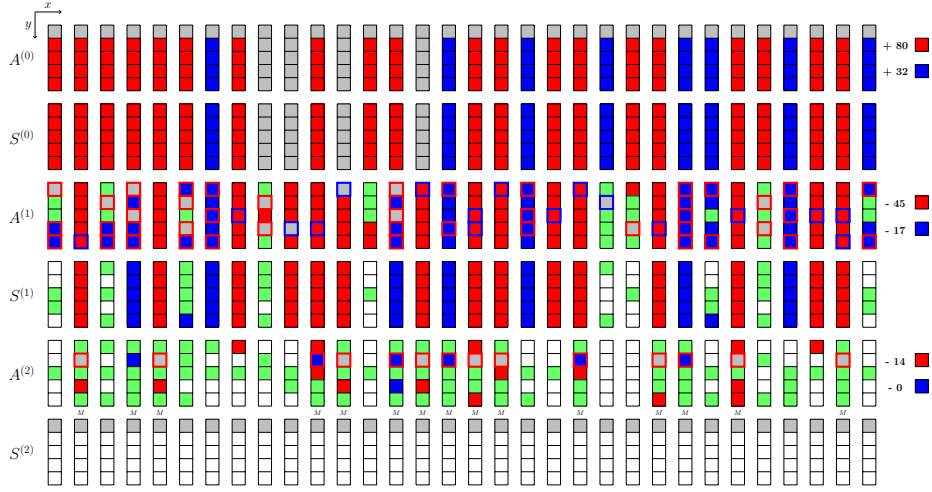 x
y
A^{(0)}
+ 80
+ 32
S^{(0)}
A^{(1)}
- 45
- 17
S^{(1)}
A^{(2)}
- 14
- 0
M M M M M M M M M M M M M M M
S^{(2)}